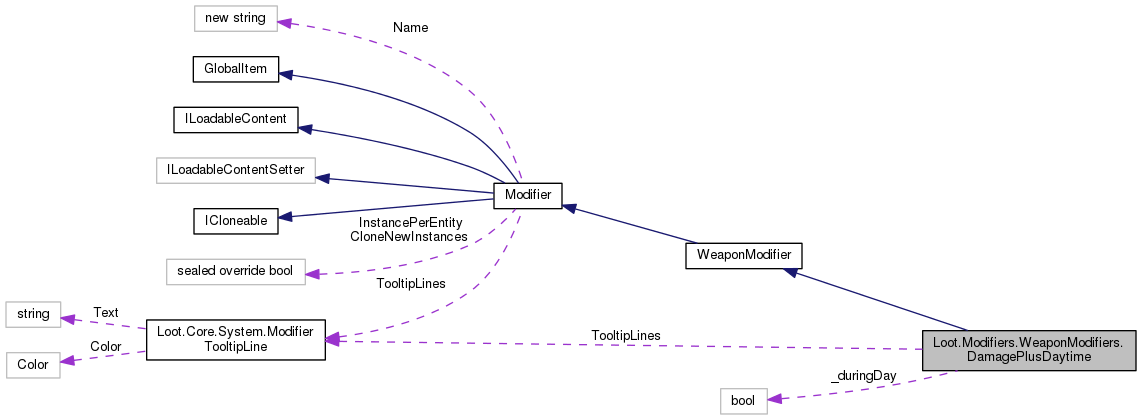 new string
Name
GlobalItem
ILoadableContent
ILoadableContentSetter
Modifier
ICloneable
InstancePerEntity
CloneNewInstances
WeaponModifier
sealed override bool
TooltipLines
string
Text
Loot.Core.System.Modifier
TooltipLine
Color
Color
TooltipLines
Loot.Modifiers.WeaponModifiers.
DamagePlusDaytime
_duringDay
bool